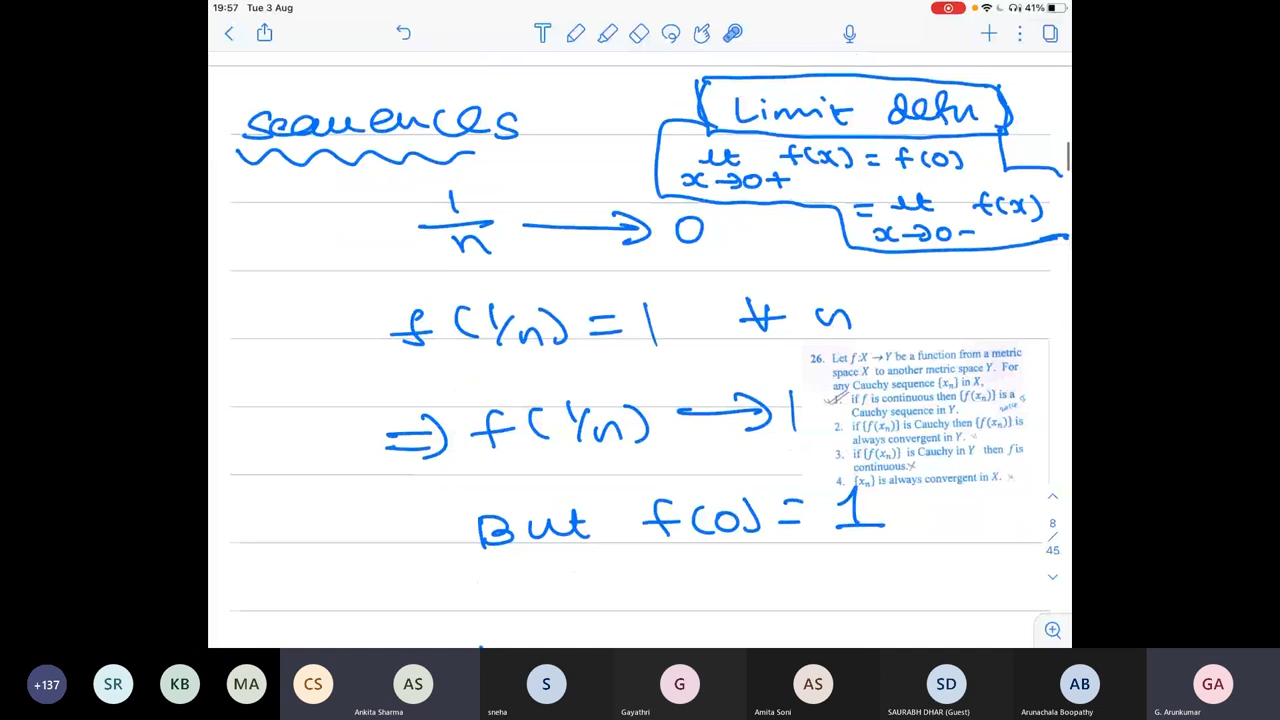 19:57 Tue 3 Aug
41%
sequences
Limit defn
lt f(x) = f(0)
x→0+
= lt f(x)
x→0-
1/n → 0
f(1/n) = 1 ∀ n
⇒ f(1/n) → 1
But f(0) = 1
26. Let f:X → Y be a function from a metric
space X to another metric space Y. For
any Cauchy sequence {xₙ} in X,
1. if f is continuous then {f(xₙ)} is a
Cauchy sequence in Y.
2. if {f(xₙ)} is Cauchy then {f(xₙ)} is
always convergent in Y.
3. if {f(xₙ)} is Cauchy in Y then f is
continuous.
4. {xₙ} is always convergent in X.
8
/
45
+137
SR
KB
MA
CS
AS
Ankita Sharma
S
sneha
G
Gayathri
AS
Amita Soni
SD
SAURABH DHAR (Guest)
AB
Arunachala Boopathy
GA
G. Arunkumar